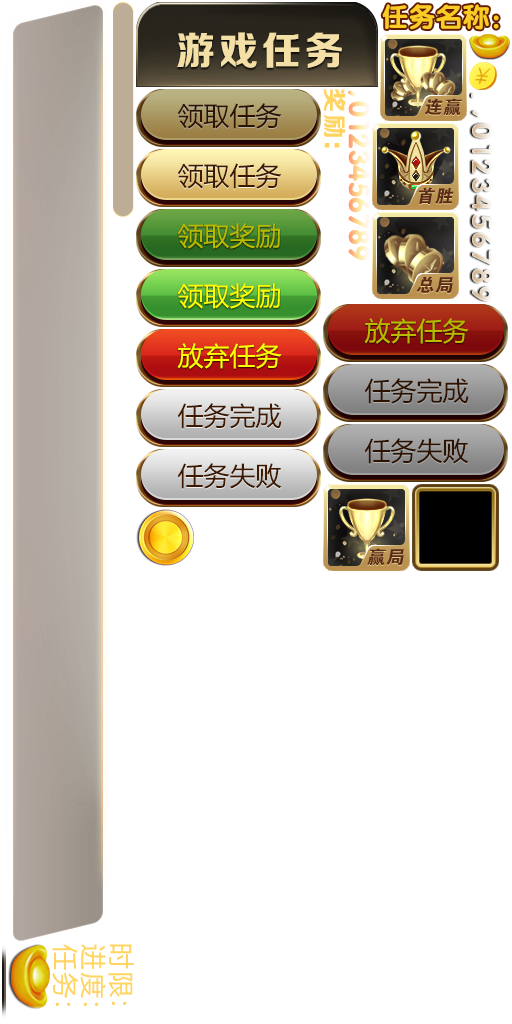 任务名称:
游戏任务
连赢
领取任务
奖励:
,.0123456789
首胜
,.0123456789
领取任务
领取奖励
总局
领取奖励
放弃任务
放弃任务
任务完成
任务完成
任务失败
任务失败
赢局
时限:
进度:
任务: